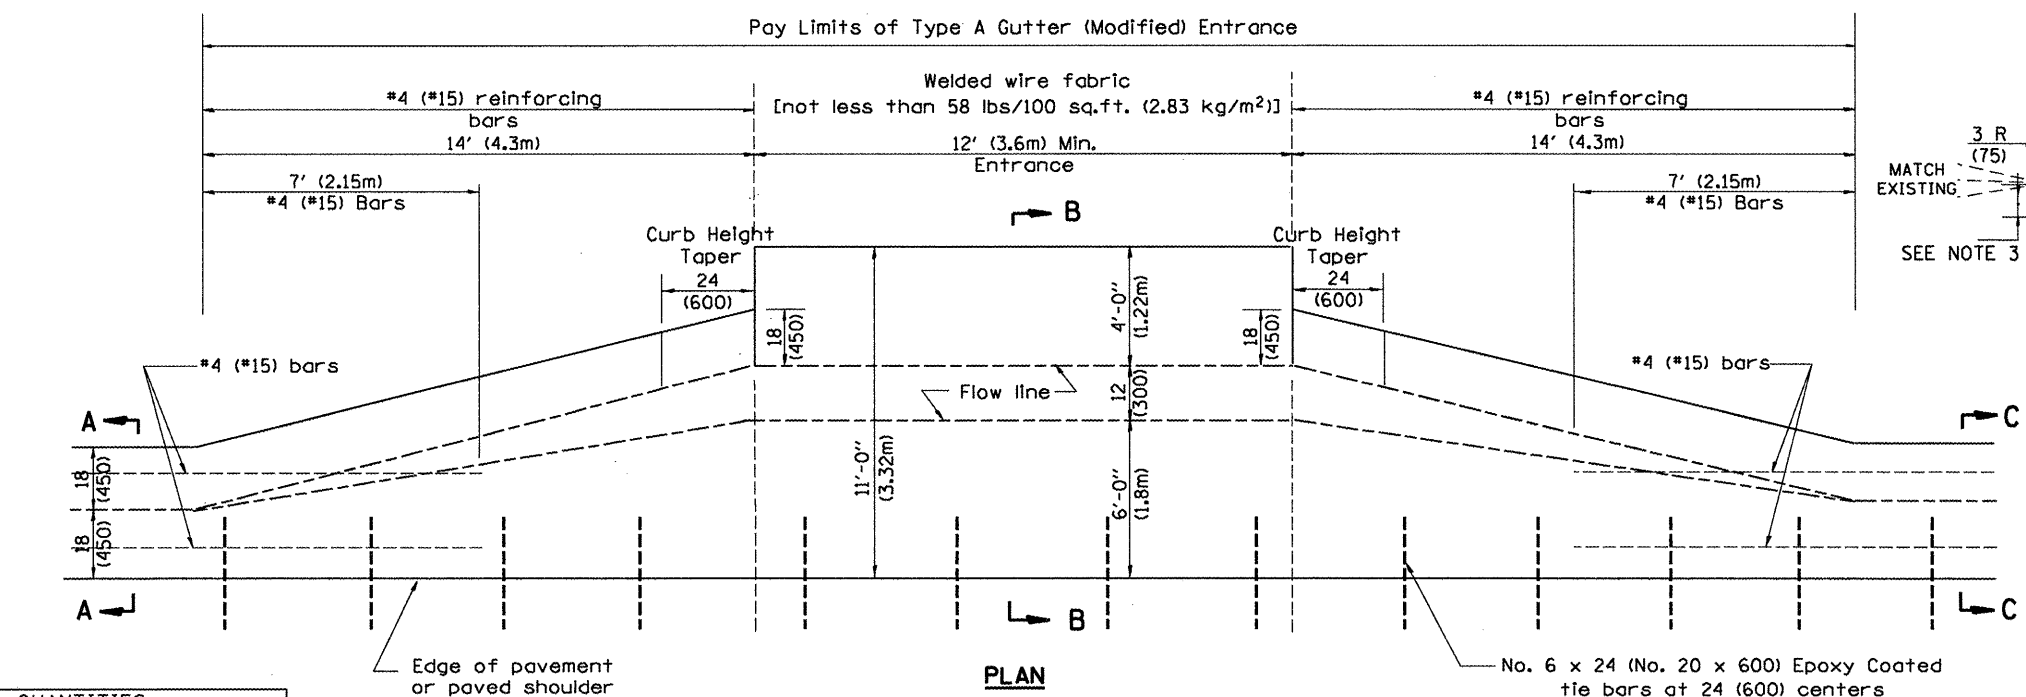 Pay Limits of Type A Gutter (Modified) Entrance
Welded wire fabric
[not less than 58 lbs/100 sq.ft. (2.83 kg/m²)]
#4 (#15) reinforcing
bars
14' (4.3m)
12' (3.6m) Min.
Entrance
#4 (#15) reinforcing
bars
14' (4.3m)
7' (2.15m)
#4 (#15) Bars
7' (2.15m)
#4 (#15) Bars
3 R
(75)
MATCH
EXISTING
SEE NOTE 3
B
Curb Height
Taper
24
(600)
Curb Height
Taper
24
(600)
18
(450)
4'-0"
(1.22m)
18
(450)
#4 (#15) bars
Flow line
12
(300)
#4 (#15) bars
A
C
18
(450)
11'-0"
(3.32m)
6'-0"
(1.8m)
18
(450)
A
B
C
Edge of pavement
or paved shoulder
PLAN
No. 6 x 24 (No. 20 x 600) Epoxy Coated
tie bars at 24 (600) centers
QUANTITIES